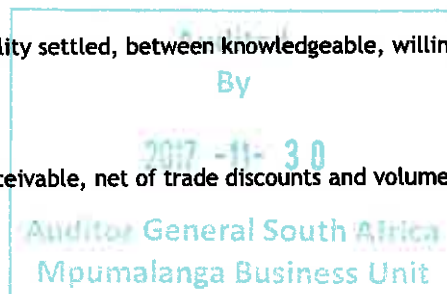 lity settled, between knowledgeable, willin
By
2017 -11- 30
ceivable, net of trade discounts and volume
Auditor General South Africa
Mpumalanga Business Unit